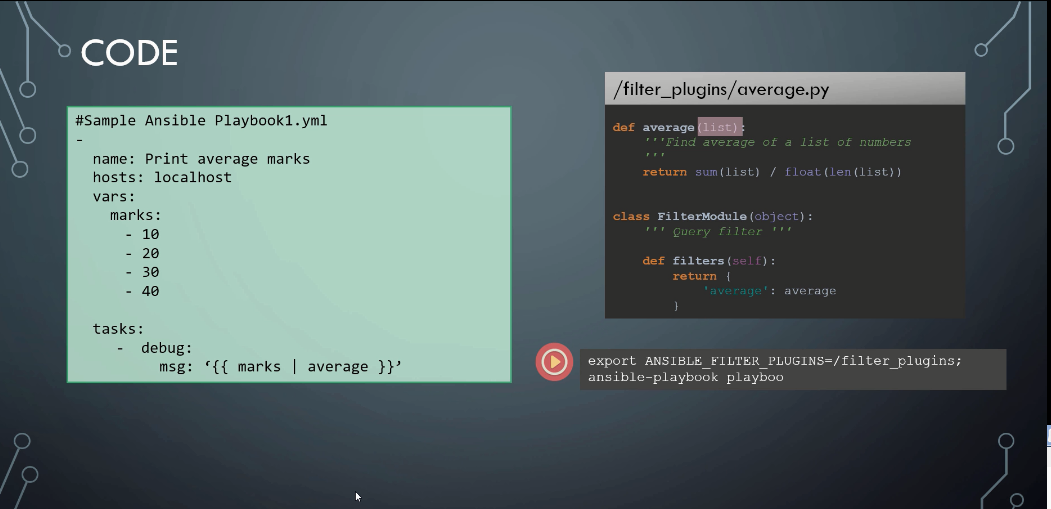 CODE
#Sample Ansible Playbook1.yml
-
  name: Print average marks
  hosts: localhost
  vars:
    marks:
      - 10
      - 20
      - 30
      - 40
  tasks:
     -  debug:
          msg: ‘{{ marks | average }}’
/filter_plugins/average.py
def average(list):
    '''Find average of a list of numbers
    '''
    return sum(list) / float(len(list))
class FilterModule(object):
    ''' Query filter '''
    def filters(self):
        return {
            'average': average
        }
export ANSIBLE_FILTER_PLUGINS=/filter_plugins;
ansible-playbook playboo